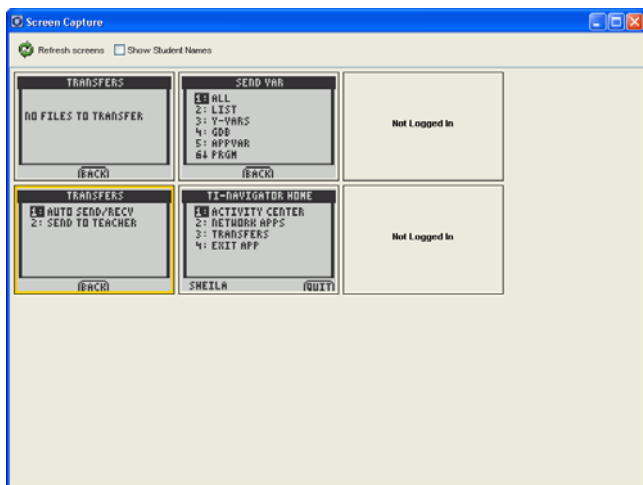 Screen Capture
Refresh screens Show Student Names
TRANSFERS
NO FILES TO TRANSFER
(BACK)
SEND VAR
1: ALL
2: LIST
3: Y-VARS
4: GDB
5: APPVAR
6↓ PRGM
(BACK)
Not Logged In
TRANSFERS
1: AUTO SEND/RECV
2: SEND TO TEACHER
(BACK)
TI-NAVIGATOR HOME
1: ACTIVITY CENTER
2: NETWORK APPS
3: TRANSFERS
4: EXIT APP
SHEILA (QUIT)
Not Logged In